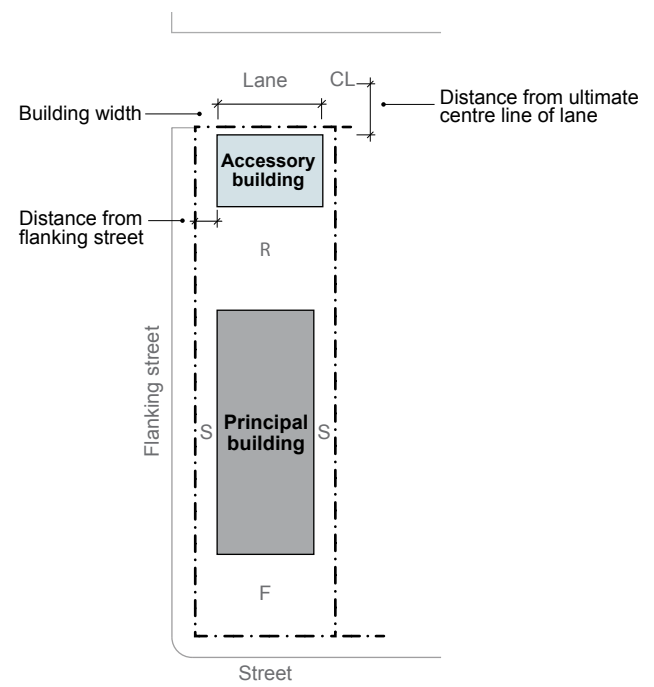 Lane
CL
Building width
Distance from ultimate
centre line of lane
Accessory
building
Distance from
flanking street
R
Flanking street
S
Principal
building
S
F
Street